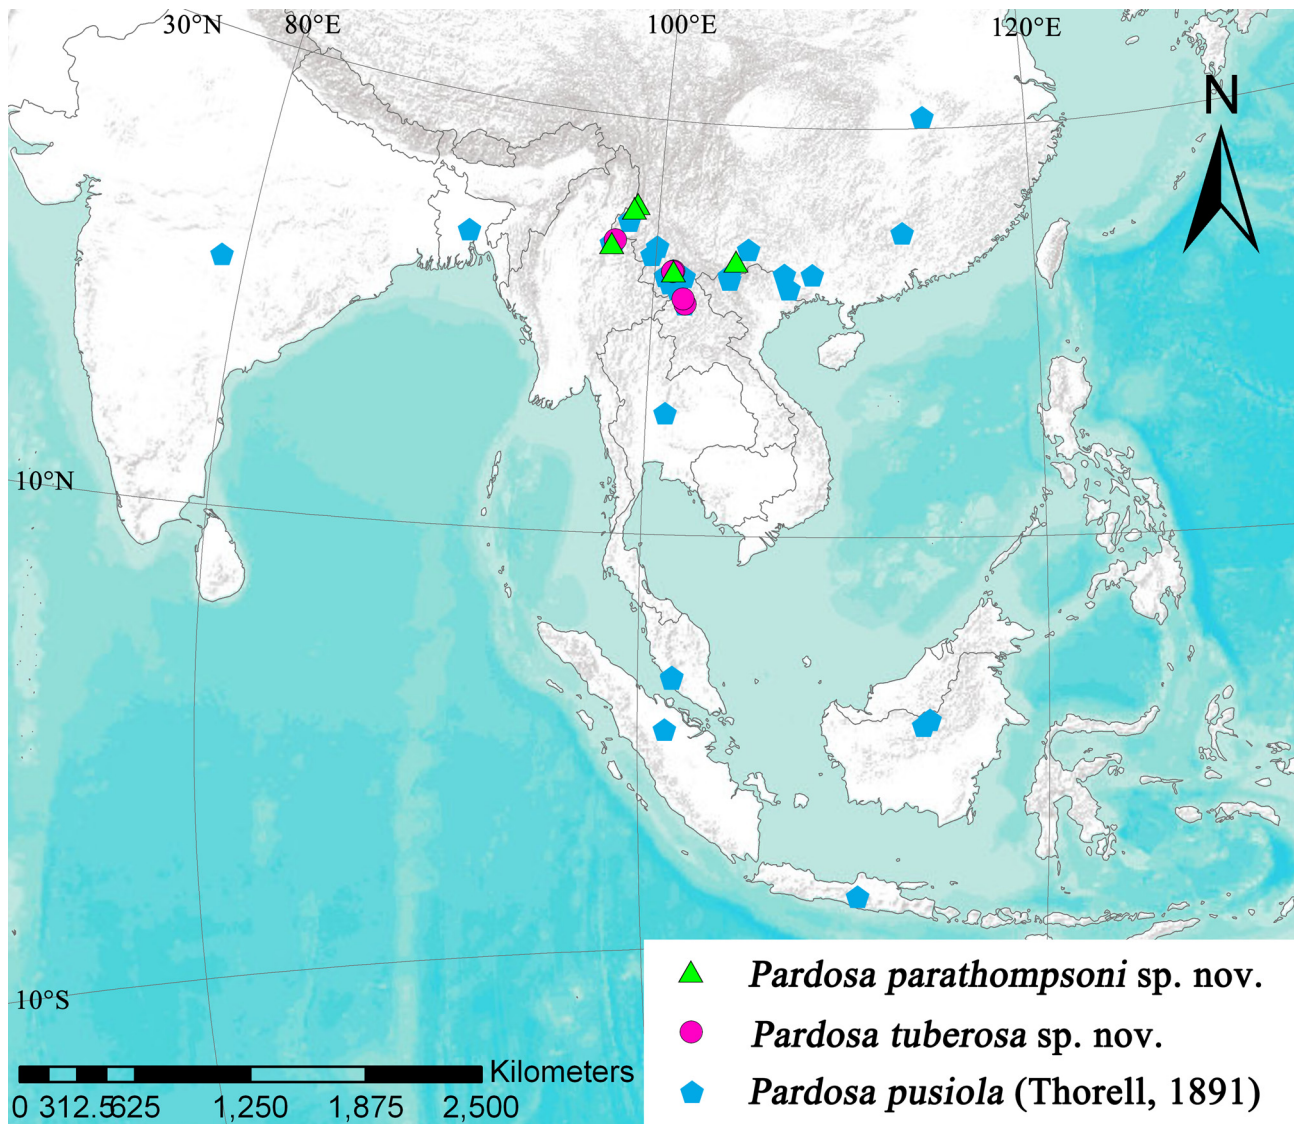 30°N 80°E 100°E 120°E
N
10°N
10°S
Pardosa parathompsoni sp. nov.
Pardosa tuberosa sp. nov.
Pardosa pusiola (Thorell, 1891)
Kilometers
0 312.5625 1,250 1,875 2,500